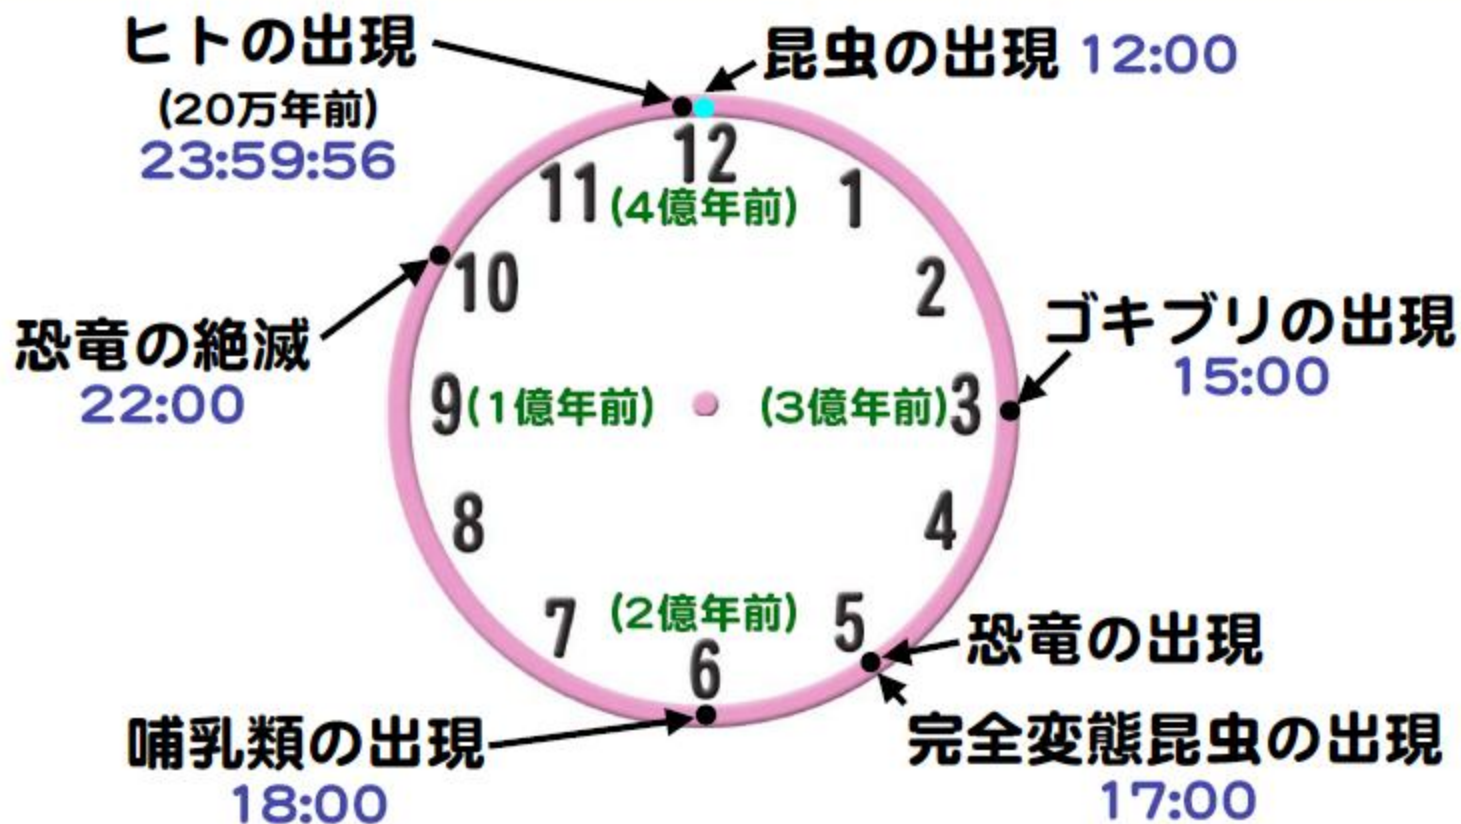 ヒトの出現
(20万年前)
23:59:56
昆虫の出現 12:00
12
(4億年前)
11
1
10
2
恐竜の絶滅
22:00
ゴキブリの出現
15:00
9(1億年前)
(3億年前)3
8
4
7
(2億年前)
6
5
恐竜の出現
完全変態昆虫の出現
17:00
哺乳類の出現
18:00